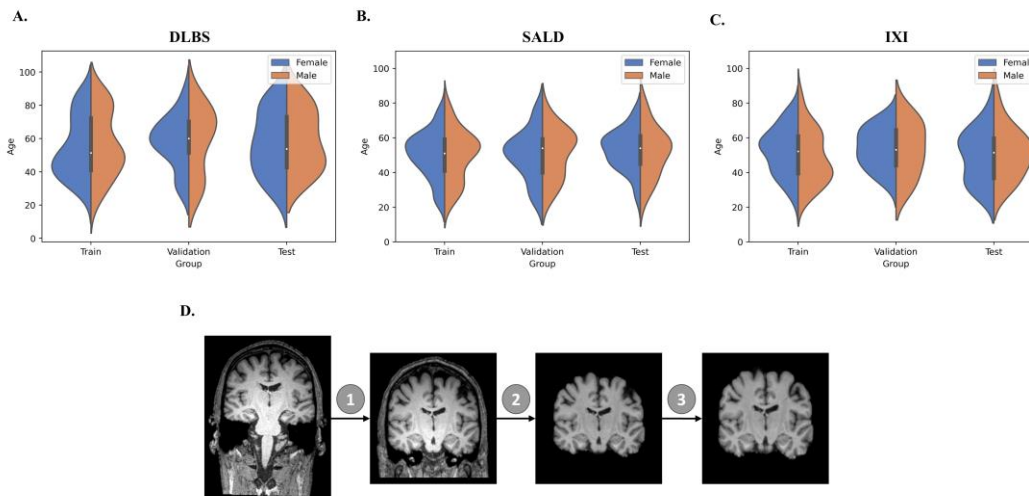 A.
DLBS
Age
100
80
60
40
20
0
Female
Male
Train
Validation
Test
Group
B.
SALD
Age
100
80
60
40
20
0
Female
Male
Train
Validation
Test
Group
C.
IXI
Age
100
80
60
40
20
0
Female
Male
Train
Validation
Test
Group
D.
1
2
3